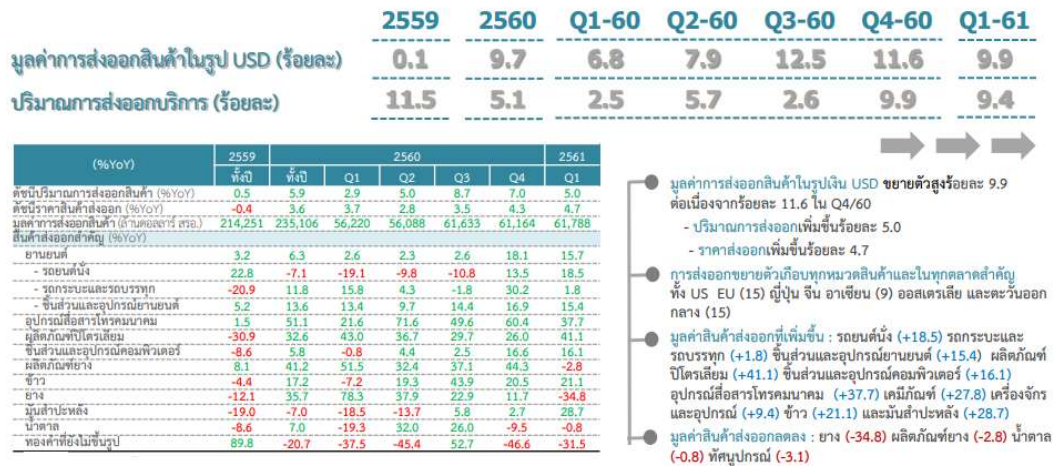 2559 2560 Q1-60 Q2-60 Q3-60 Q4-60 Q1-61
มูลค่าการส่งออกสินค้าในรูป USD (ร้อยละ) 0.1 9.7 6.8 7.9 12.5 11.6 9.9
ปริมาณการส่งออกบริการ (ร้อยละ) 11.5 5.1 2.5 5.7 2.6 9.9 9.4
(%YoY) 2559 2560 2561
ทั้งปี ทั้งปี Q1 Q2 Q3 Q4 Q1
ดัชนีปริมาณการส่งออกสินค้า (%YoY) 0.5 5.9 2.9 5.0 8.7 7.0 5.0
ดัชนีราคาสินค้าส่งออก (%YoY) -0.4 3.6 3.7 2.8 3.5 4.3 4.7
มูลค่าการส่งออกสินค้า (ล้านดอลลาร์ สรอ.) 214,251 235,106 56,220 56,088 61,633 61,164 61,788
สินค้าส่งออกสำคัญ (%YoY)
ยานยนต์ 3.2 6.3 2.6 2.3 2.6 18.1 15.7
- รถยนต์นั่ง 22.8 -7.1 -19.1 -9.8 -10.8 13.5 18.5
- รถกระบะและรถบรรทุก -20.9 11.8 15.8 4.3 -1.8 30.2 1.8
- ชิ้นส่วนและอุปกรณ์ยานยนต์ 5.2 13.6 13.4 9.7 14.4 16.9 15.4
อุปกรณ์สื่อสารโทรคมนาคม 1.5 51.1 21.6 71.6 49.6 60.4 37.7
ผลิตภัณฑ์ปิโตรเลียม -30.9 32.6 43.0 36.7 29.7 26.0 41.1
ชิ้นส่วนและอุปกรณ์คอมพิวเตอร์ -8.6 5.8 -0.8 4.4 2.5 16.6 16.1
ผลิตภัณฑ์ยาง 8.1 41.2 51.5 32.4 37.1 44.3 -2.8
ข้าว -4.4 17.2 -7.2 19.3 43.9 20.5 21.1
ยาง -12.1 35.7 78.3 37.9 22.9 11.7 -34.8
มันสำปะหลัง -19.0 -7.0 -18.5 -13.7 5.8 2.7 28.7
น้ำตาล -8.6 7.0 -19.3 32.0 26.0 -9.5 -0.8
ทองคำที่ยังไม่ขึ้นรูป 89.8 -20.7 -37.5 -45.4 52.7 -46.6 -31.5
มูลค่าการส่งออกสินค้าในรูปเงิน USD ขยายตัวสูงร้อยละ 9.9
ต่อเนื่องจากร้อยละ 11.6 ใน Q4/60
- ปริมาณการส่งออกเพิ่มขึ้นร้อยละ 5.0
- ราคาส่งออกเพิ่มขึ้นร้อยละ 4.7
การส่งออกขยายตัวเกือบทุกหมวดสินค้าและในทุกตลาดสำคัญ
ทั้ง US EU (15) ญี่ปุ่น จีน อาเซียน (9) ออสเตรเลีย และตะวันออก
กลาง (15)
มูลค่าสินค้าส่งออกที่เพิ่มขึ้น : รถยนต์นั่ง (+18.5) รถกระบะและ
รถบรรทุก (+1.8) ชิ้นส่วนและอุปกรณ์ยานยนต์ (+15.4) ผลิตภัณฑ์
ปิโตรเลียม (+41.1) ชิ้นส่วนและอุปกรณ์คอมพิวเตอร์ (+16.1)
อุปกรณ์สื่อสารโทรคมนาคม (+37.7) เคมีภัณฑ์ (+27.8) เครื่องจักร
และอุปกรณ์ (+9.4) ข้าว (+21.1) และมันสำปะหลัง (+28.7)
มูลค่าสินค้าส่งออกลดลง : ยาง (-34.8) ผลิตภัณฑ์ยาง (-2.8) น้ำตาล
(-0.8) ทัศนูปกรณ์ (-3.1)